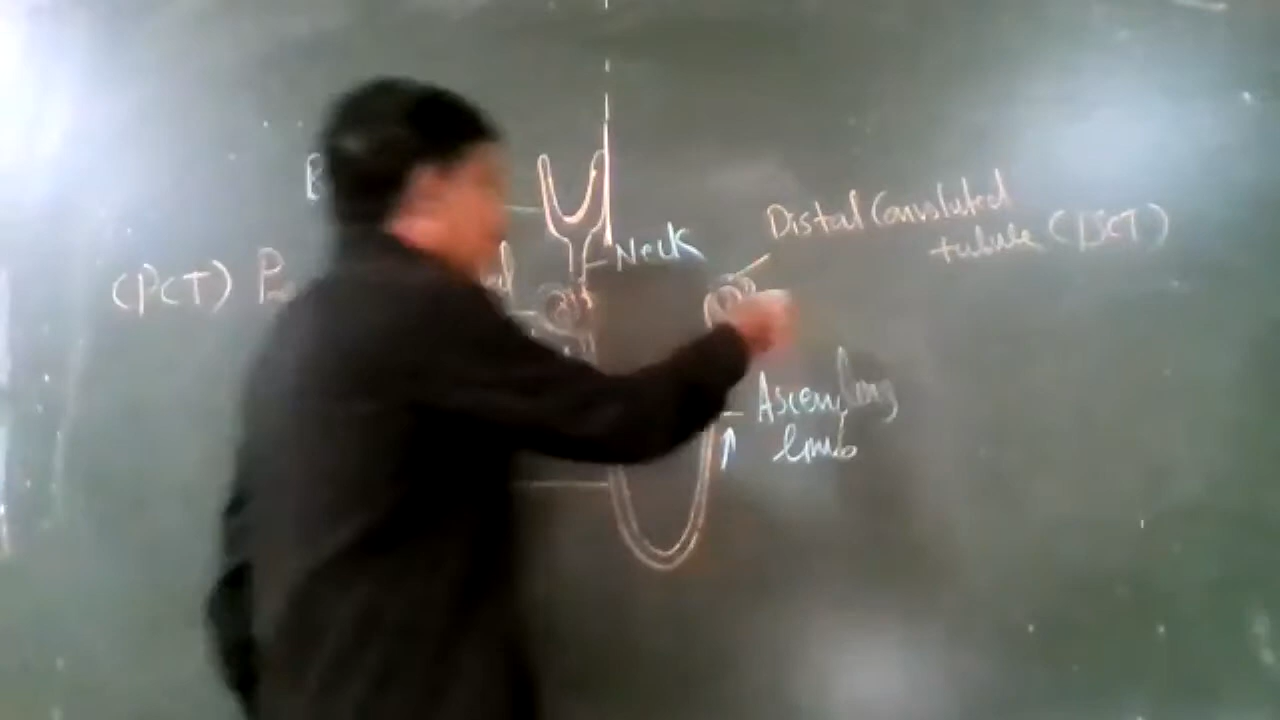 Neck
Distal Convoluted
tubule (DCT)
(PCT)
Ascending
limb